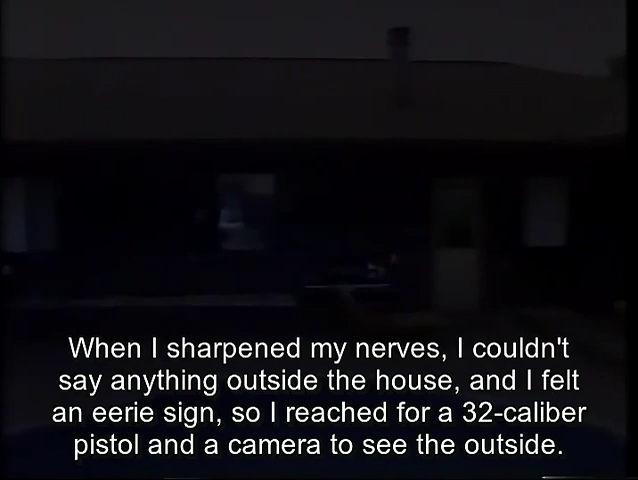 When I sharpened my nerves, I couldn't
say anything outside the house, and I felt
an eerie sign, so I reached for a 32-caliber
pistol and a camera to see the outside.